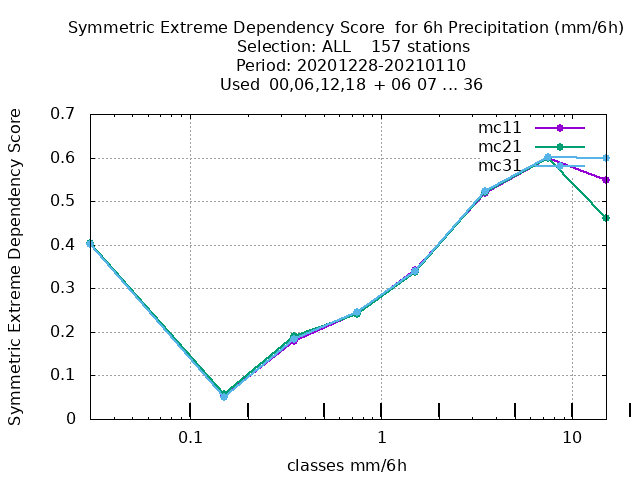 Symmetric Extreme Dependency Score  for 6h Precipitation (mm/6h)
Selection: ALL    157 stations
Period: 20201228-20210110
Used  00,06,12,18  + 06 07 ... 36
mc11
mc21
mc31
Symmetric Extreme Dependency Score
0.7
0.6
0.5
0.4
0.3
0.2
0.1
0
0.1 1 10
classes mm/6h